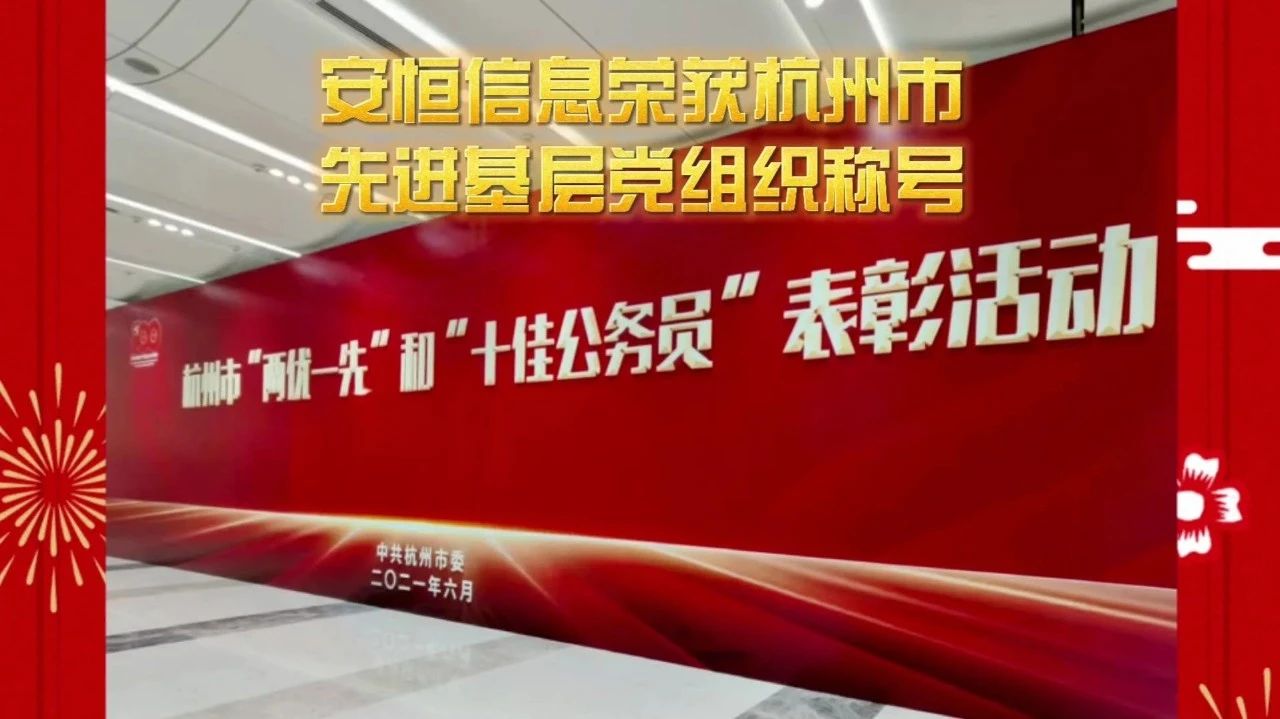 安恒信息荣获杭州市
先进基层党组织称号
杭州市“两优一先”和“十佳公务员”表彰活动
中共杭州市委
二〇二一年六月